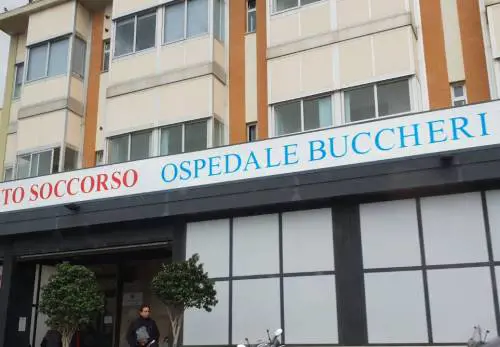 TO SOCCORSO OSPEDALE BUCCHERI